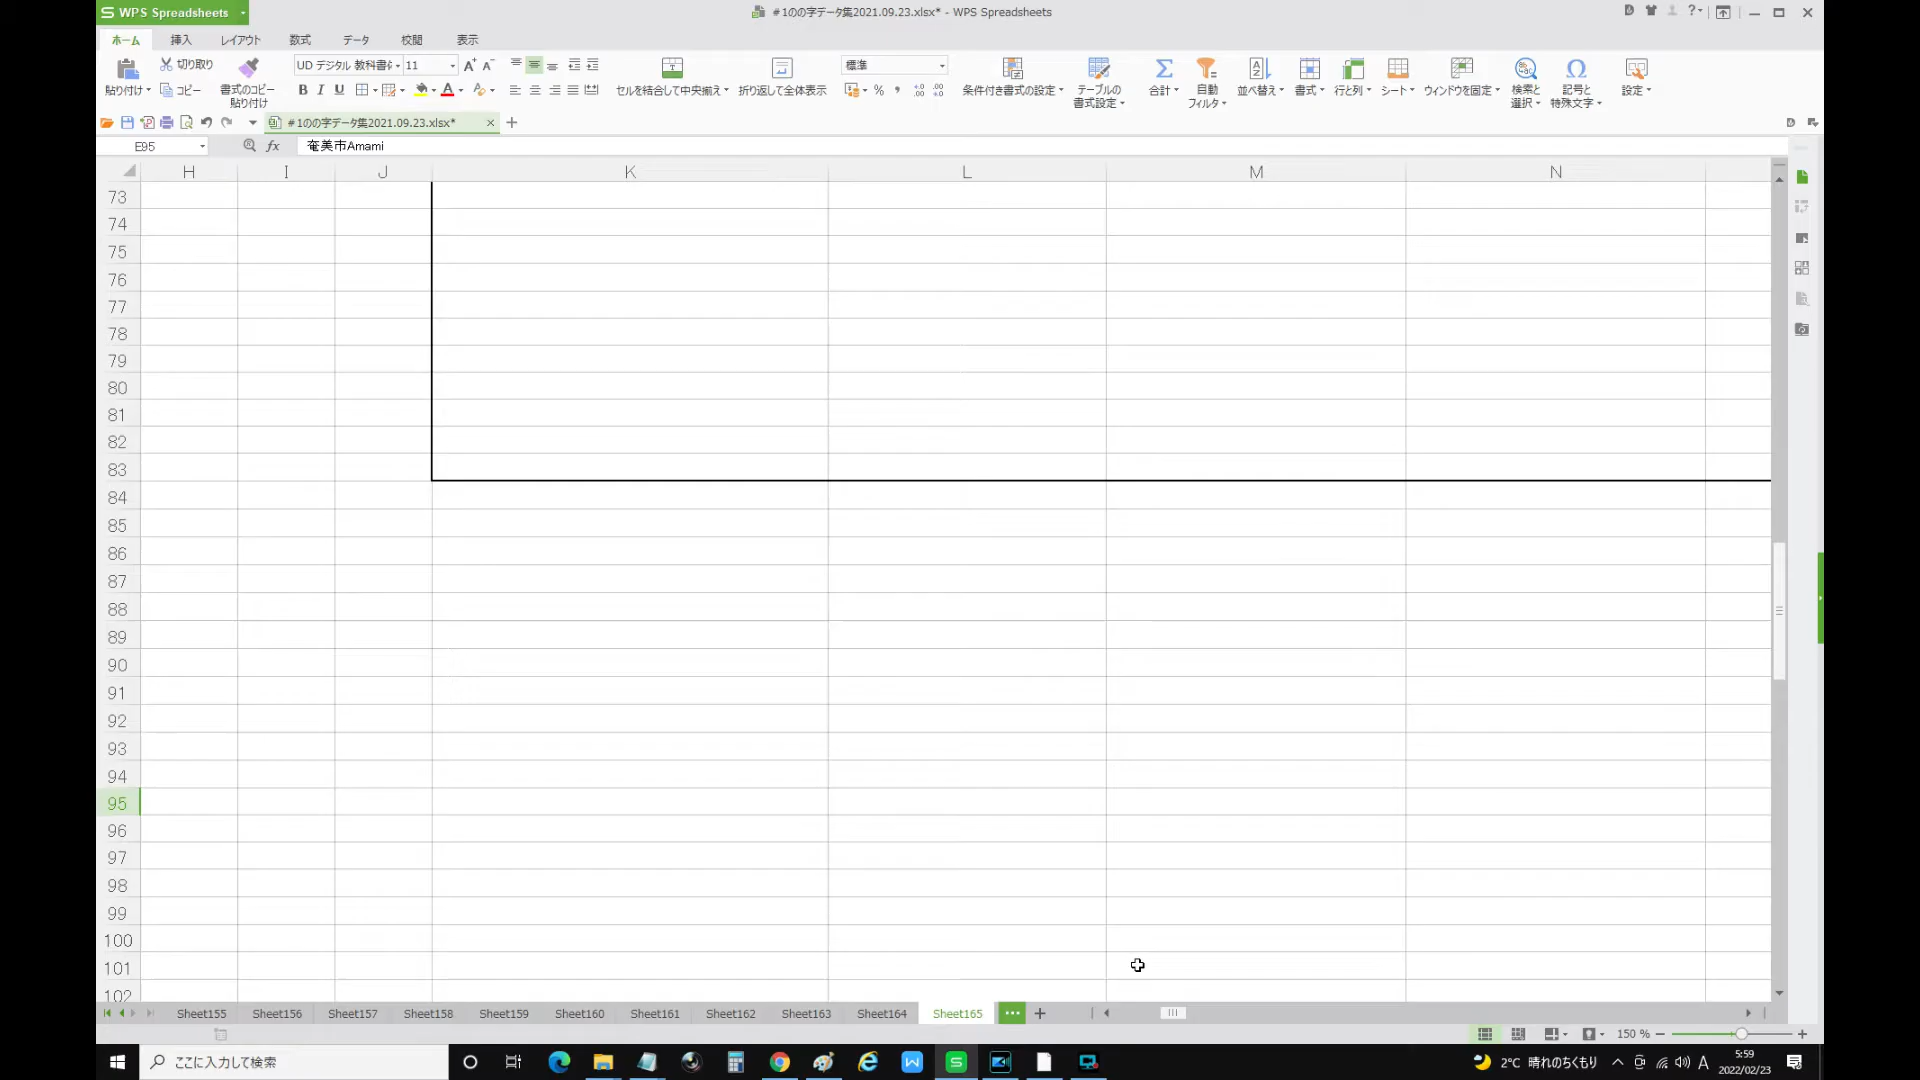 WPS Spreadsheets
#1のの字データ集2021.09.23.xlsx* - WPS Spreadsheets
ホーム 挿入 レイアウト 数式 データ 校閲 表示
貼り付け 切り取り コピー 書式のコピー 貼り付け
UD デジタル 教科書 11
B I U
セルを結合して中央揃え 折り返して全体表示
標準
%
条件付き書式の設定 テーブルの 書式設定 合計 自動 フィルタ 並べ替え 書式 行と列 シート ウィンドウを固定 検索と 選択 記号と 特殊文字 設定
#1のの字データ集2021.09.23.xlsx*
E95 fx 奄美市Amami
H I J K L M N
73
74
75
76
77
78
79
80
81
82
83
84
85
86
87
88
89
90
91
92
93
94
95
96
97
98
99
100
101
102
Sheet155 Sheet156 Sheet157 Sheet158 Sheet159 Sheet160 Sheet161 Sheet162 Sheet163 Sheet164 Sheet165
150 %
ここに入力して検索
2°C 晴れのちくもり
A
5:59
2022/02/23